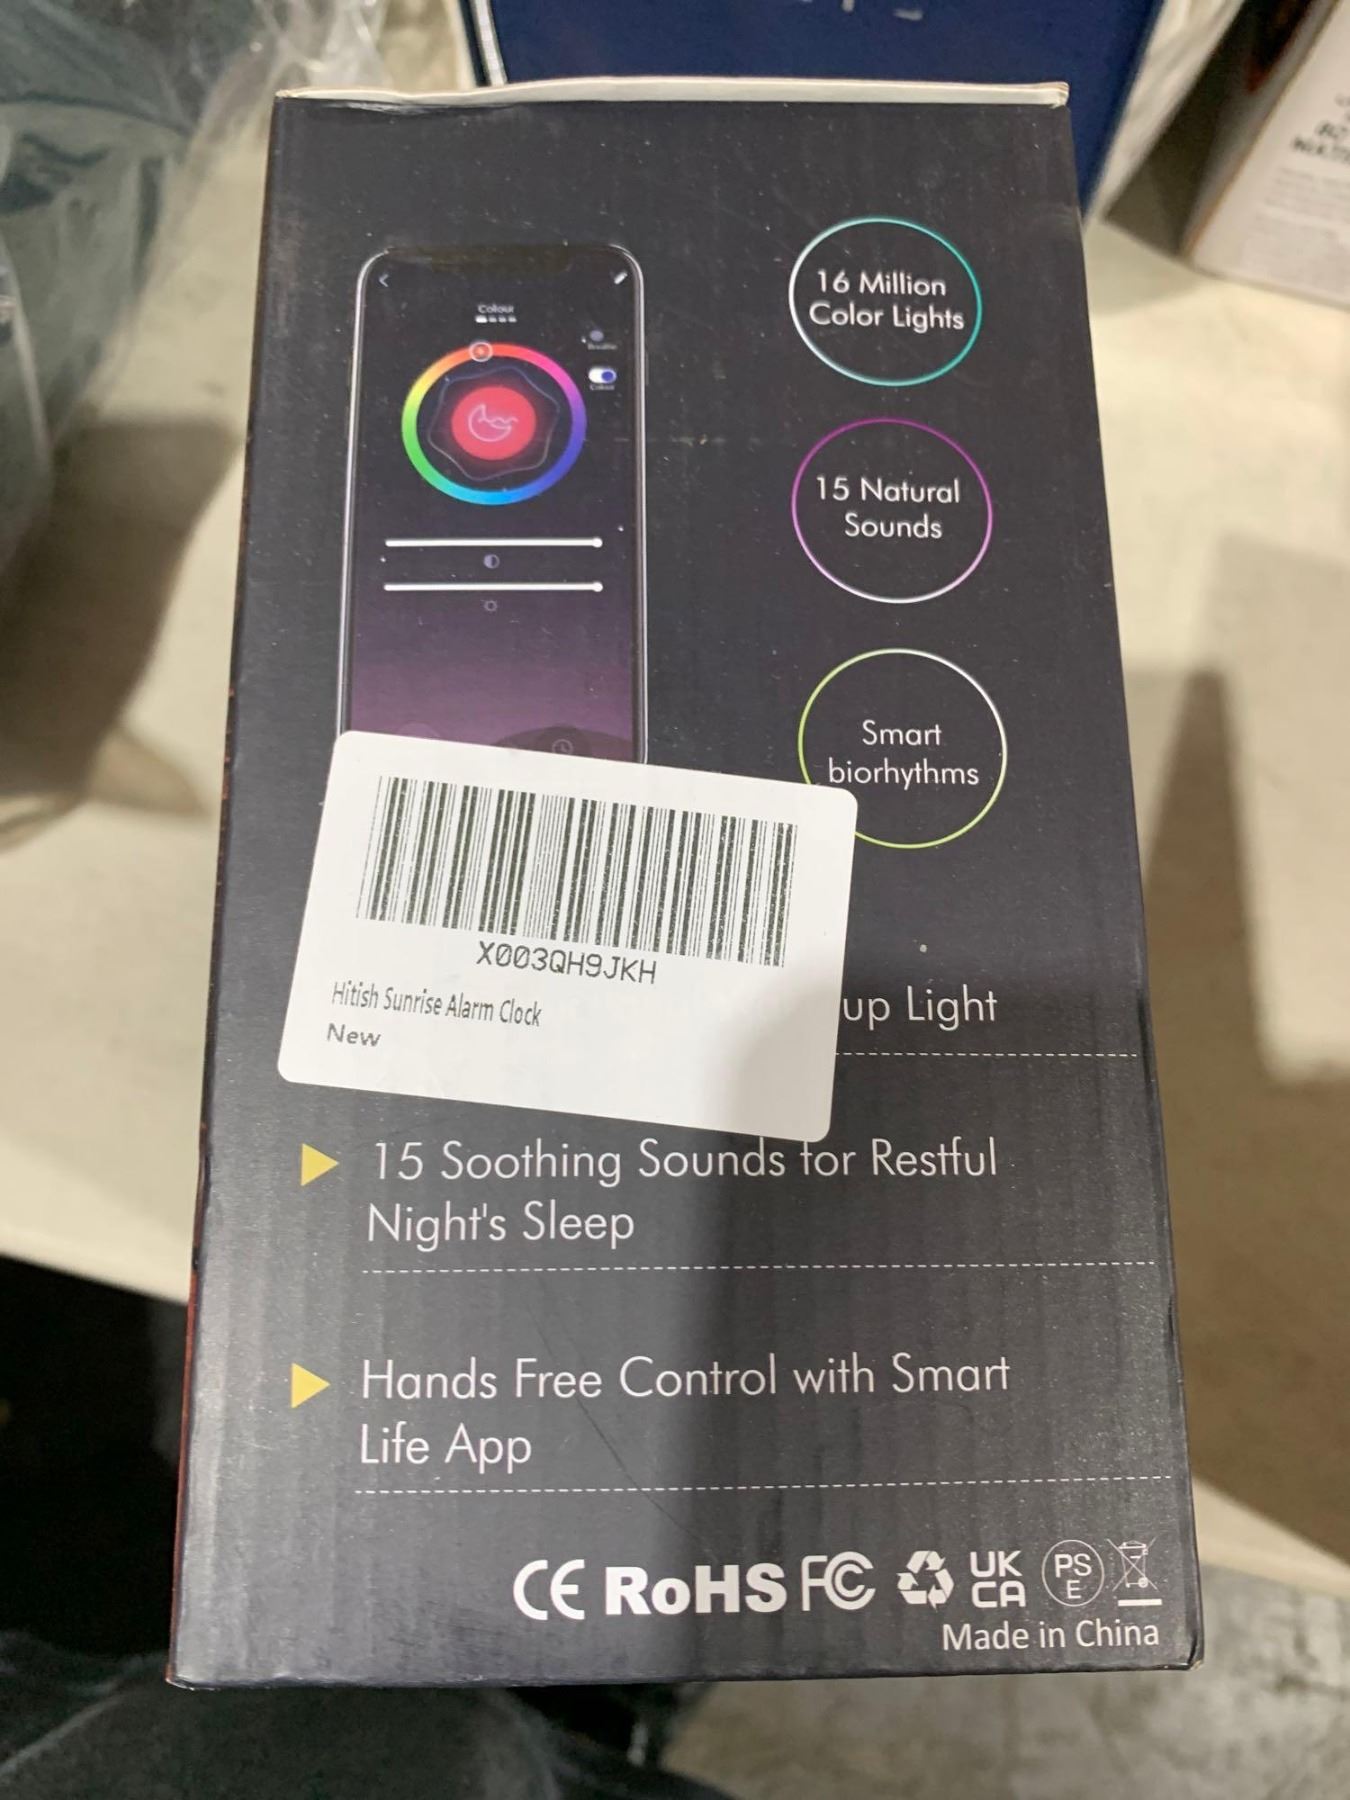 Colour
16 Million
Color Lights
15 Natural
Sounds
Smart
biorhythms
X003QH9JKH
Hitish Sunrise Alarm Clock
New
up Light
15 Soothing Sounds for Restful
Night's Sleep
Hands Free Control with Smart
Life App
CE RoHS FC UK
CA
PS
E
Made in China